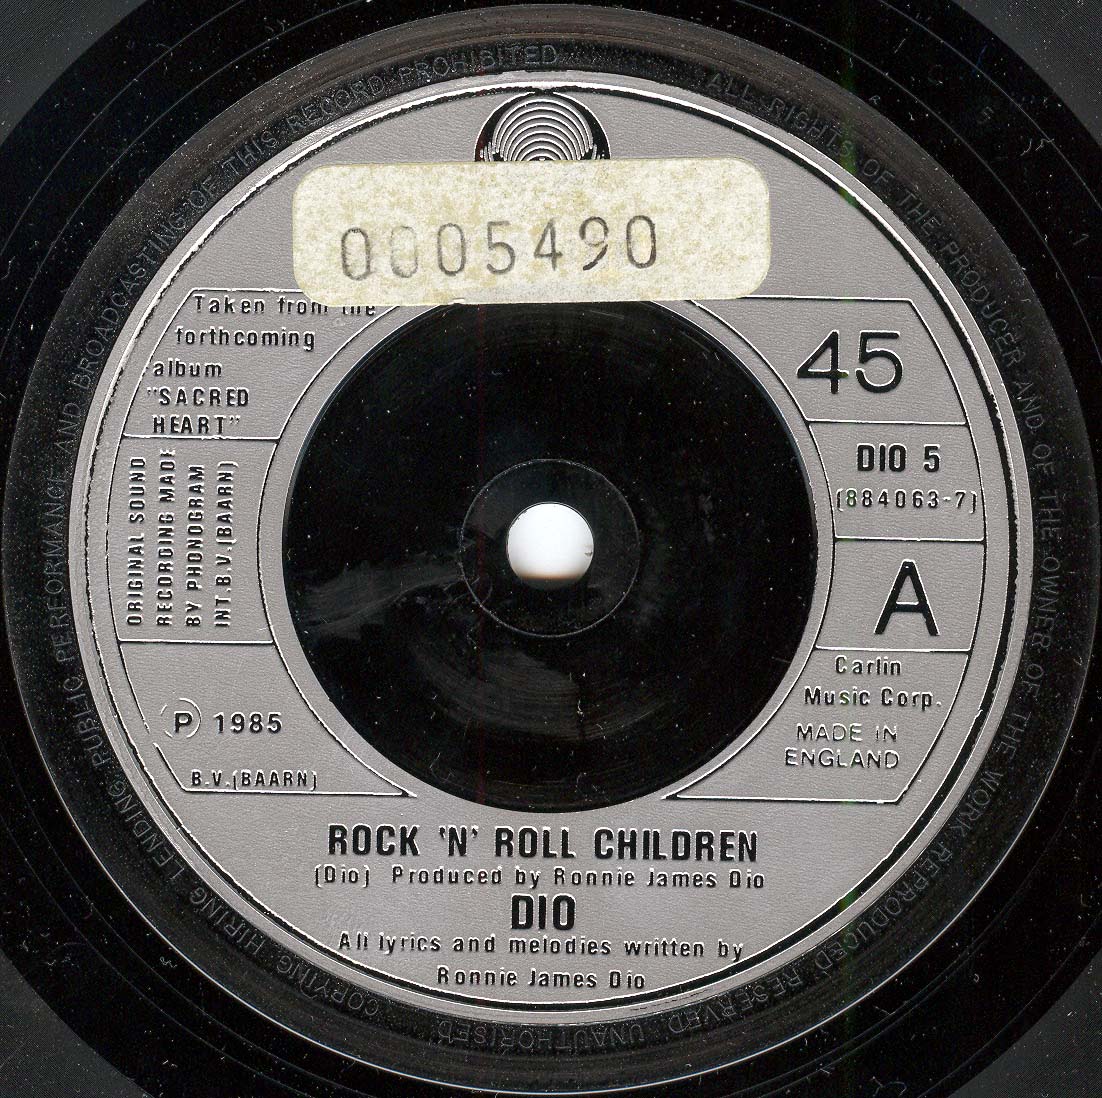 0005490
Taken from the
forthcoming
album
"SACRED
HEART"
ORIGINAL SOUND
RECORDING MADE
BY PHONOGRAM
INT.B.V.(BAARN)
P 1985
B.V.(BAARN)
45
DIO 5
(884063-7)
A
Carlin
Music Corp.
MADE IN
ENGLAND
ROCK 'N' ROLL CHILDREN
(Dio) Produced by Ronnie James Dio
DIO
All lyrics and melodies written by
Ronnie James Dio
ALL RIGHTS OF THE PRODUCER AND OF THE OWNER OF THE WORK REPRODUCED RESERVED UNAUTHORISED COPYING HIRING LENDING PUBLIC PERFORMANCE AND BROADCASTING OF THIS RECORD PROHIBITED